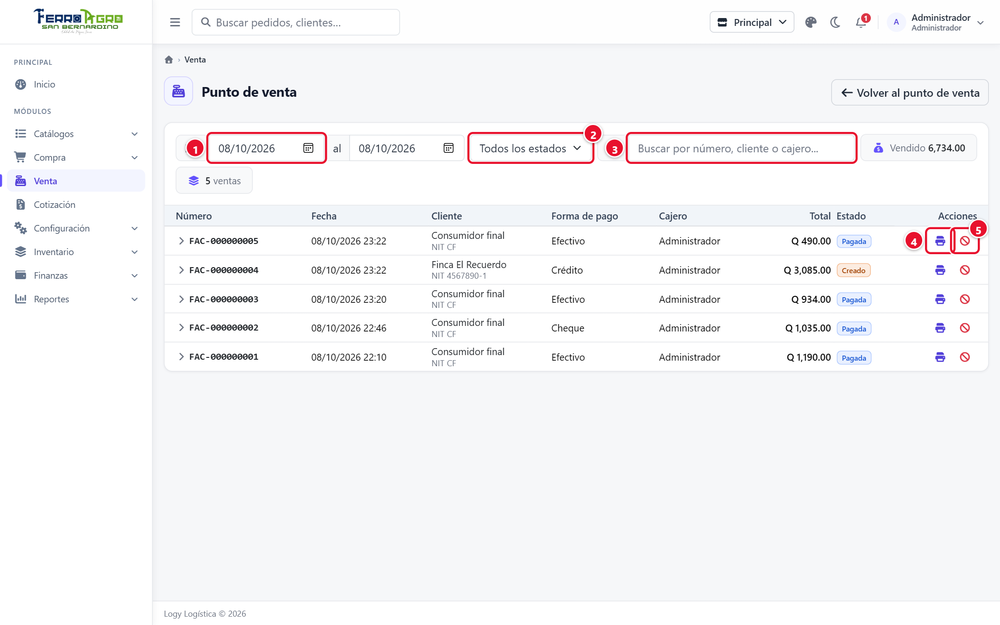 FERRO AGRO
SAN BERNARDINO
Buscar pedidos, clientes...
Principal
1
A
Administrador
Administrador
PRINCIPAL
Inicio
MÓDULOS
Catálogos
Compra
Venta
Cotización
Configuración
Inventario
Finanzas
Reportes
Venta
Punto de venta
Volver al punto de venta
1
08/10/2026
al
08/10/2026
2
Todos los estados
3
Buscar por número, cliente o cajero...
Vendido 6,734.00
5 ventas
Número Fecha Cliente Forma de pago Cajero Total Estado Acciones
4
5
FAC-000000005 08/10/2026 23:22 Consumidor final Efectivo Administrador Q 490.00 Pagada
NIT CF
FAC-000000004 08/10/2026 23:22 Finca El Recuerdo Crédito Administrador Q 3,085.00 Creado
NIT 4567890-1
FAC-000000003 08/10/2026 23:20 Consumidor final Efectivo Administrador Q 934.00 Pagada
NIT CF
FAC-000000002 08/10/2026 22:46 Consumidor final Cheque Administrador Q 1,035.00 Pagada
NIT CF
FAC-000000001 08/10/2026 22:10 Consumidor final Efectivo Administrador Q 1,190.00 Pagada
NIT CF
Logy Logística © 2026